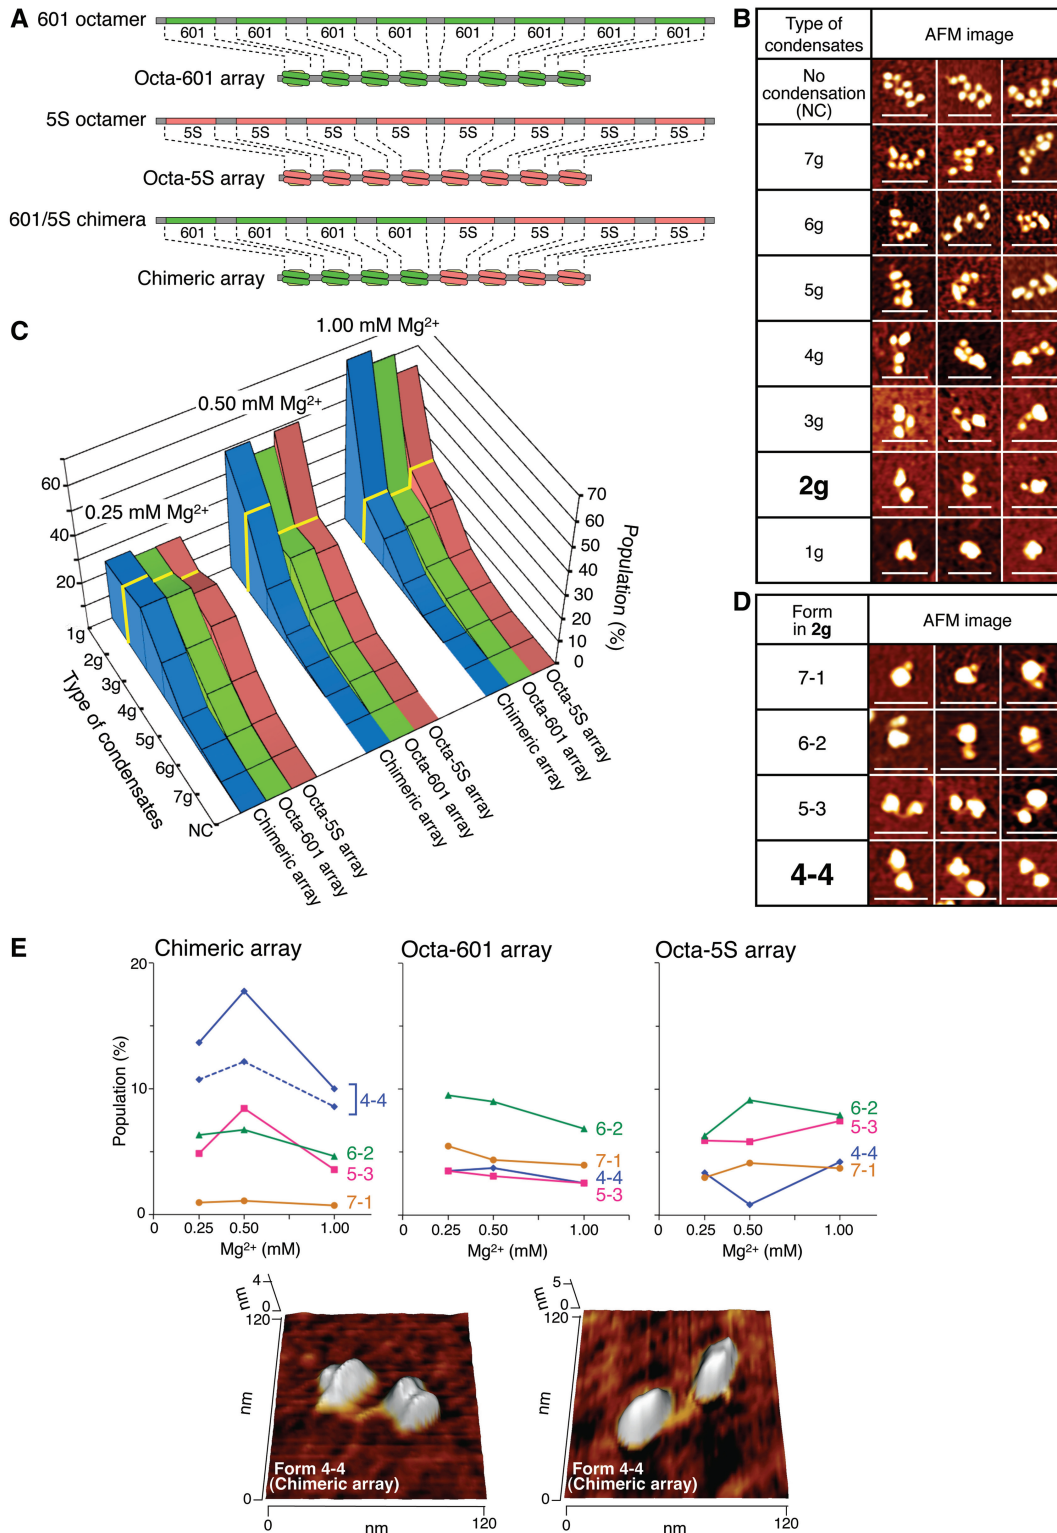 A
601 octamer
601 601 601 601 601 601 601 601
Octa-601 array
5S octamer
5S 5S 5S 5S 5S 5S 5S 5S
Octa-5S array
601/5S chimera
601 601 601 601 5S 5S 5S 5S
Chimeric array
B
Type of
condensates
AFM image
No
condensation
(NC)
7g
6g
5g
4g
3g
2g
1g
C
1.00 mM Mg²⁺
0.50 mM Mg²⁺
0.25 mM Mg²⁺
60
40
20
1g
2g
3g
4g
5g
6g
7g
NC
Type of condensates
70
60
50
40
30
20
10
0
Population (%)
Chimeric array
Octa-601 array
Octa-5S array
Chimeric array
Octa-601 array
Octa-5S array
Chimeric array
Octa-601 array
Octa-5S array
D
Form
in 2g
AFM image
7-1
6-2
5-3
4-4
E
Chimeric array
Octa-601 array
Octa-5S array
Population (%)
20
10
0
4-4
6-2
5-3
7-1
0 0.25 0.50 1.00
Mg²⁺ (mM)
6-2
7-1
4-4
5-3
0 0.25 0.50 1.00
Mg²⁺ (mM)
6-2
5-3
4-4
7-1
0 0.25 0.50 1.00
Mg²⁺ (mM)
4
0
nm
120
nm
0
Form 4-4
(Chimeric array)
0 nm 120
5
0
nm
120
nm
0
Form 4-4
(Chimeric array)
0 nm 120